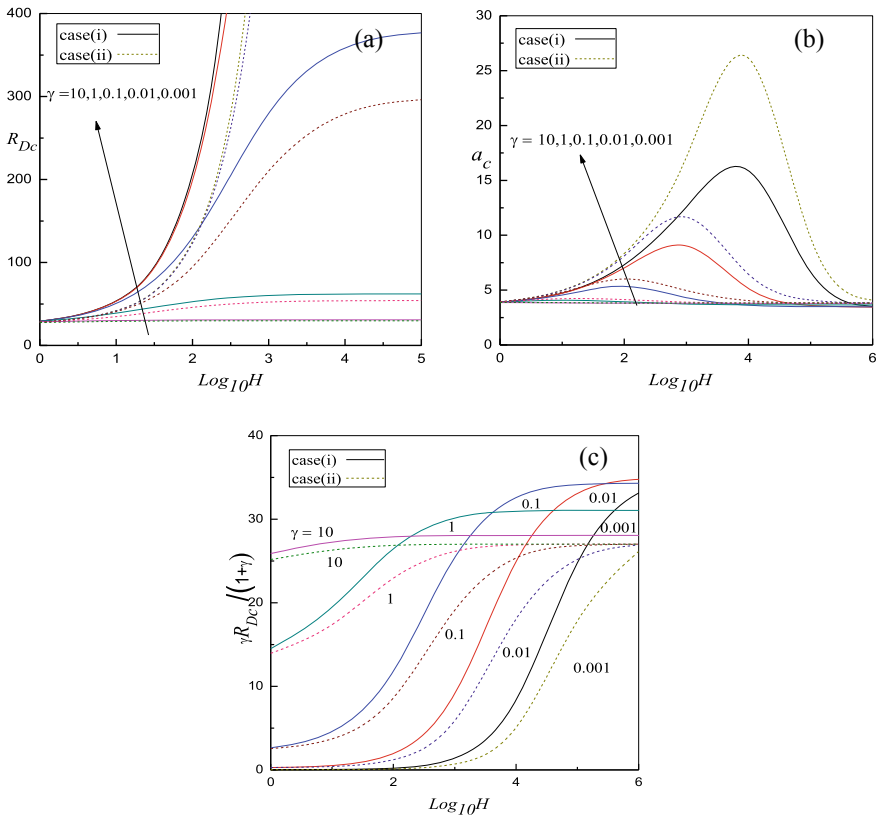 (a)
case(i)
case(ii)
γ =10,1,0.1,0.01,0.001
R_Dc
400
300
200
100
0
0
1
2
3
4
5
Log10H
(b)
case(i)
case(ii)
γ = 10,1,0.1,0.01,0.001
a_c
30
25
20
15
10
5
0
0
2
4
6
Log10H
(c)
case(i)
case(ii)
γR_Dc/(1+γ)
40
30
20
10
0
γ = 10
10
1
1
0.1
0.1
0.01
0.01
0.001
0.001
0
2
4
6
Log10H